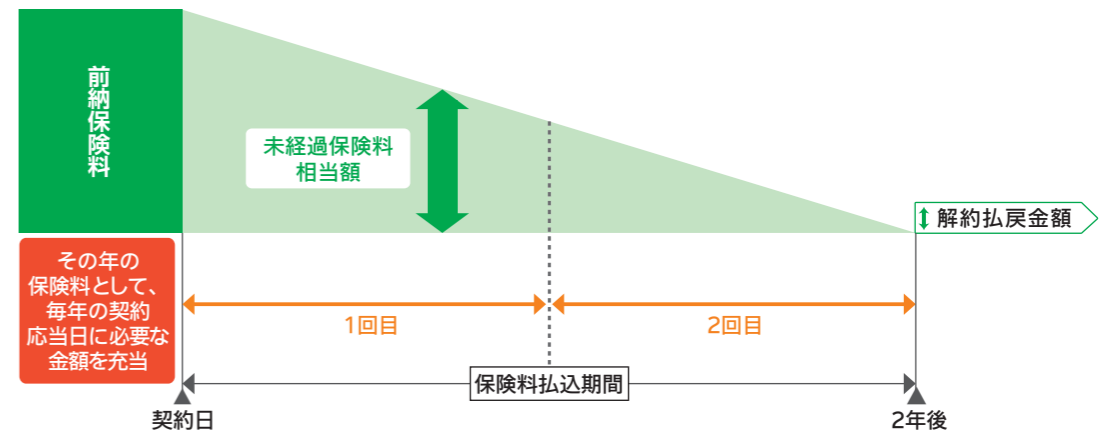 前納保険料
未経過保険料
相当額
解約払戻金額
その年の
保険料として、
毎年の契約
応当日に必要な
金額を充当
1回目
2回目
保険料払込期間
契約日
2年後